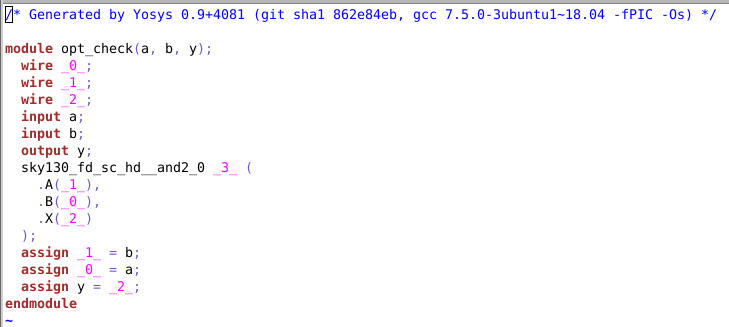 /* Generated by Yosys 0.9+4081 (git sha1 862e84eb, gcc 7.5.0-3ubuntu1~18.04 -fPIC -Os) */

module opt_check(a, b, y);
  wire _0_;
  wire _1_;
  wire _2_;
  input a;
  input b;
  output y;
  sky130_fd_sc_hd__and2_0 _3_ (
    .A(_1_),
    .B(_0_),
    .X(_2_)
  );
  assign _1_ = b;
  assign _0_ = a;
  assign y = _2_;
endmodule
~